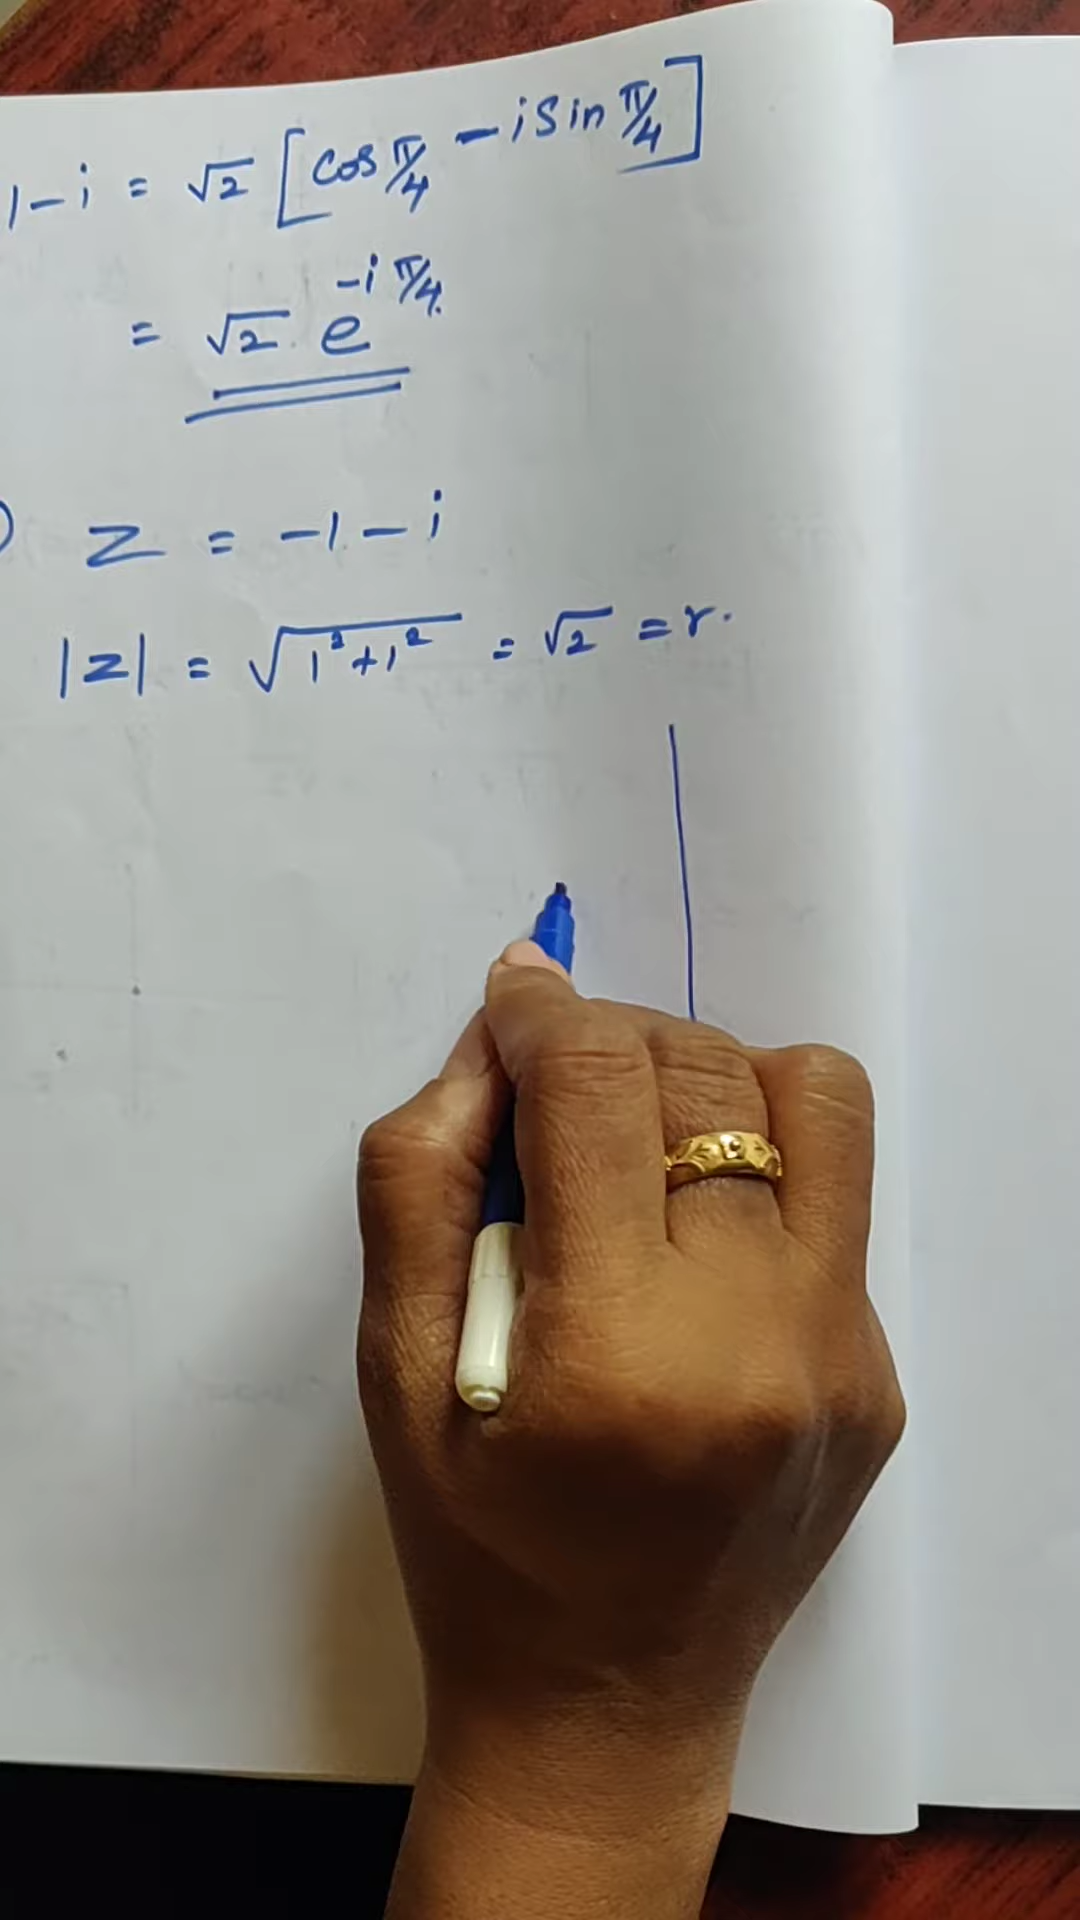 1-i = √2 [cos π/4 - i sin π/4]
= √2 e^{-i π/4}.
) z = -1-i
|z| = √(1²+1²) = √2 = r.